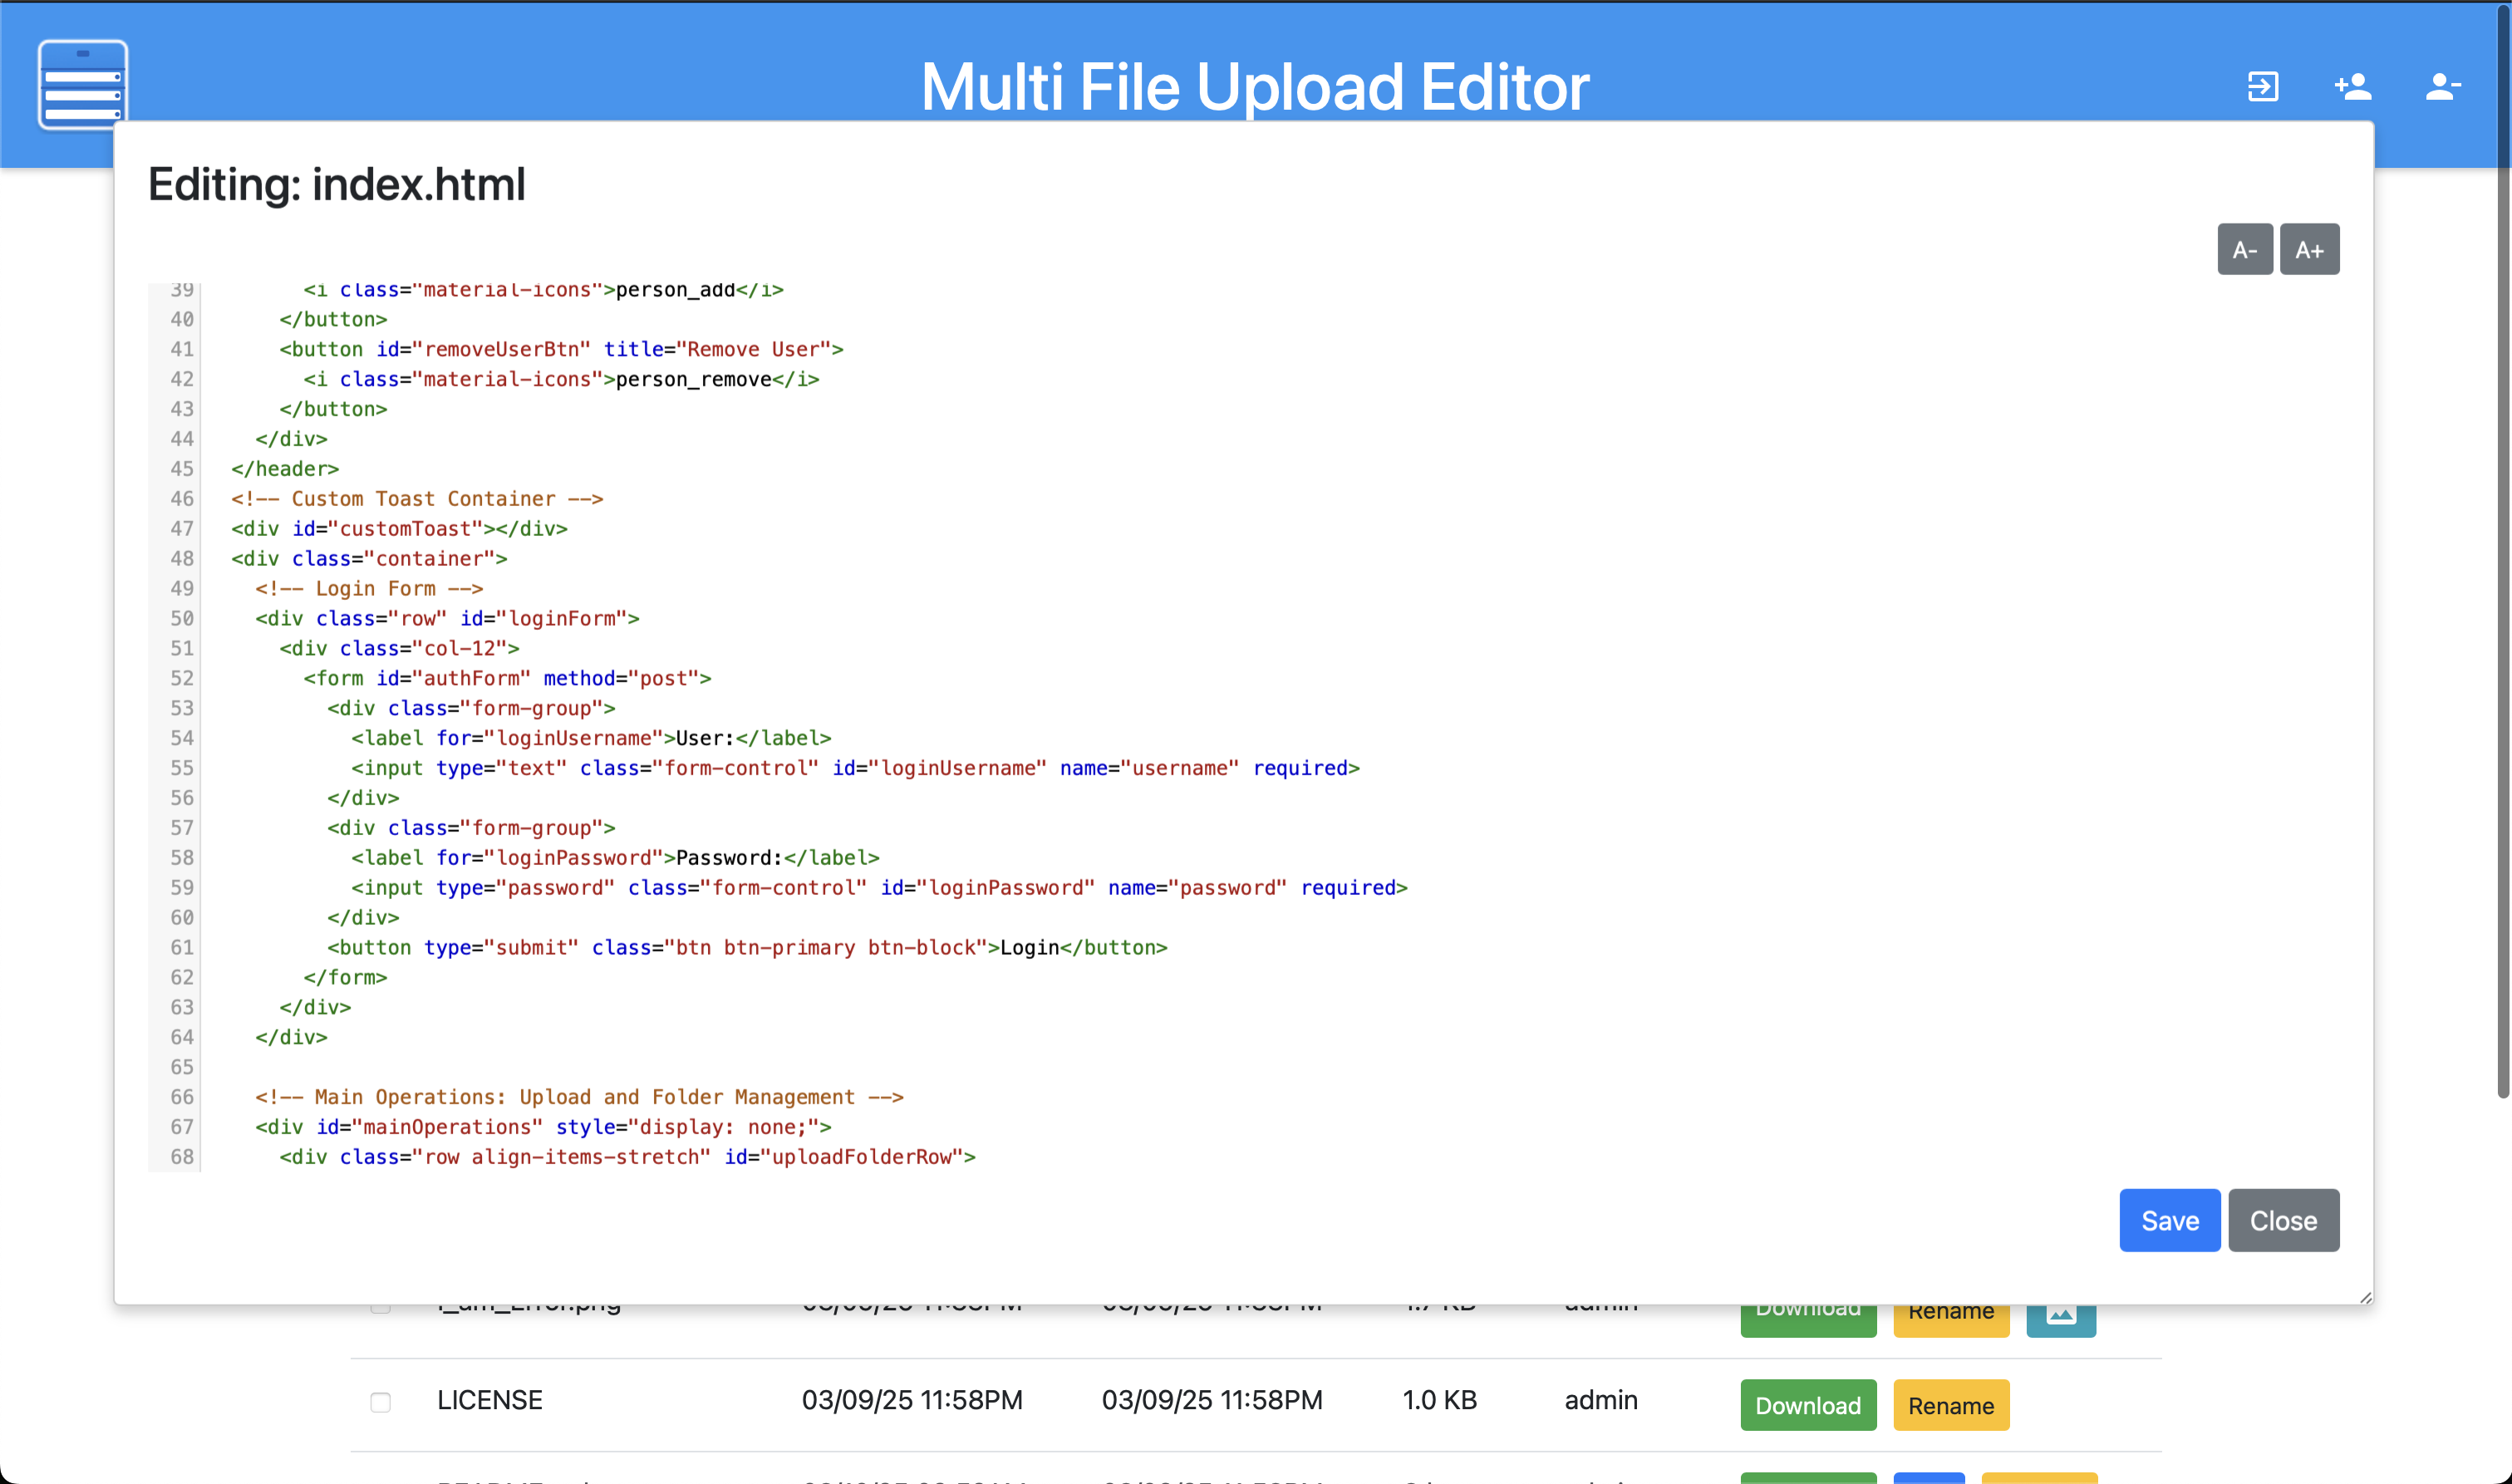 Multi File Upload Editor
Editing: index.html
A- A+
39 <i class="material-icons">person_add</i>
40 </button>
41 <button id="removeUserBtn" title="Remove User">
42 <i class="material-icons">person_remove</i>
43 </button>
44 </div>
45 </header>
46 <!-- Custom Toast Container -->
47 <div id="customToast"></div>
48 <div class="container">
49 <!-- Login Form -->
50 <div class="row" id="loginForm">
51 <div class="col-12">
52 <form id="authForm" method="post">
53 <div class="form-group">
54 <label for="loginUsername">User:</label>
55 <input type="text" class="form-control" id="loginUsername" name="username" required>
56 </div>
57 <div class="form-group">
58 <label for="loginPassword">Password:</label>
59 <input type="password" class="form-control" id="loginPassword" name="password" required>
60 </div>
61 <button type="submit" class="btn btn-primary btn-block">Login</button>
62 </form>
63 </div>
64 </div>
65
66 <!-- Main Operations: Upload and Folder Management -->
67 <div id="mainOperations" style="display: none;">
68 <div class="row align-items-stretch" id="uploadFolderRow">
Save Close
Download Rename
LICENSE 03/09/25 11:58PM 03/09/25 11:58PM 1.0 KB admin Download Rename